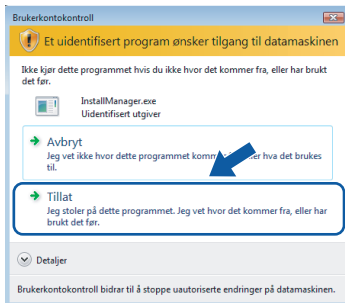 Brukerkontokontroll
Et uidentifisert program ønsker tilgang til datamaskinen
Ikke kjør dette programmet hvis du ikke hvor det kommer fra, eller har brukt
det før.
InstallManager.exe
Uidentifisert utgiver
Avbryt
Jeg vet ikke hvor dette programmet kommer hva det brukes
til.
Tillat
Jeg stoler på dette programmet. Jeg vet hvor det kommer fra, eller har
brukt det før.
Detaljer
Brukerkontokontroll bidrar til å stoppe uautoriserte endringer på datamaskinen.